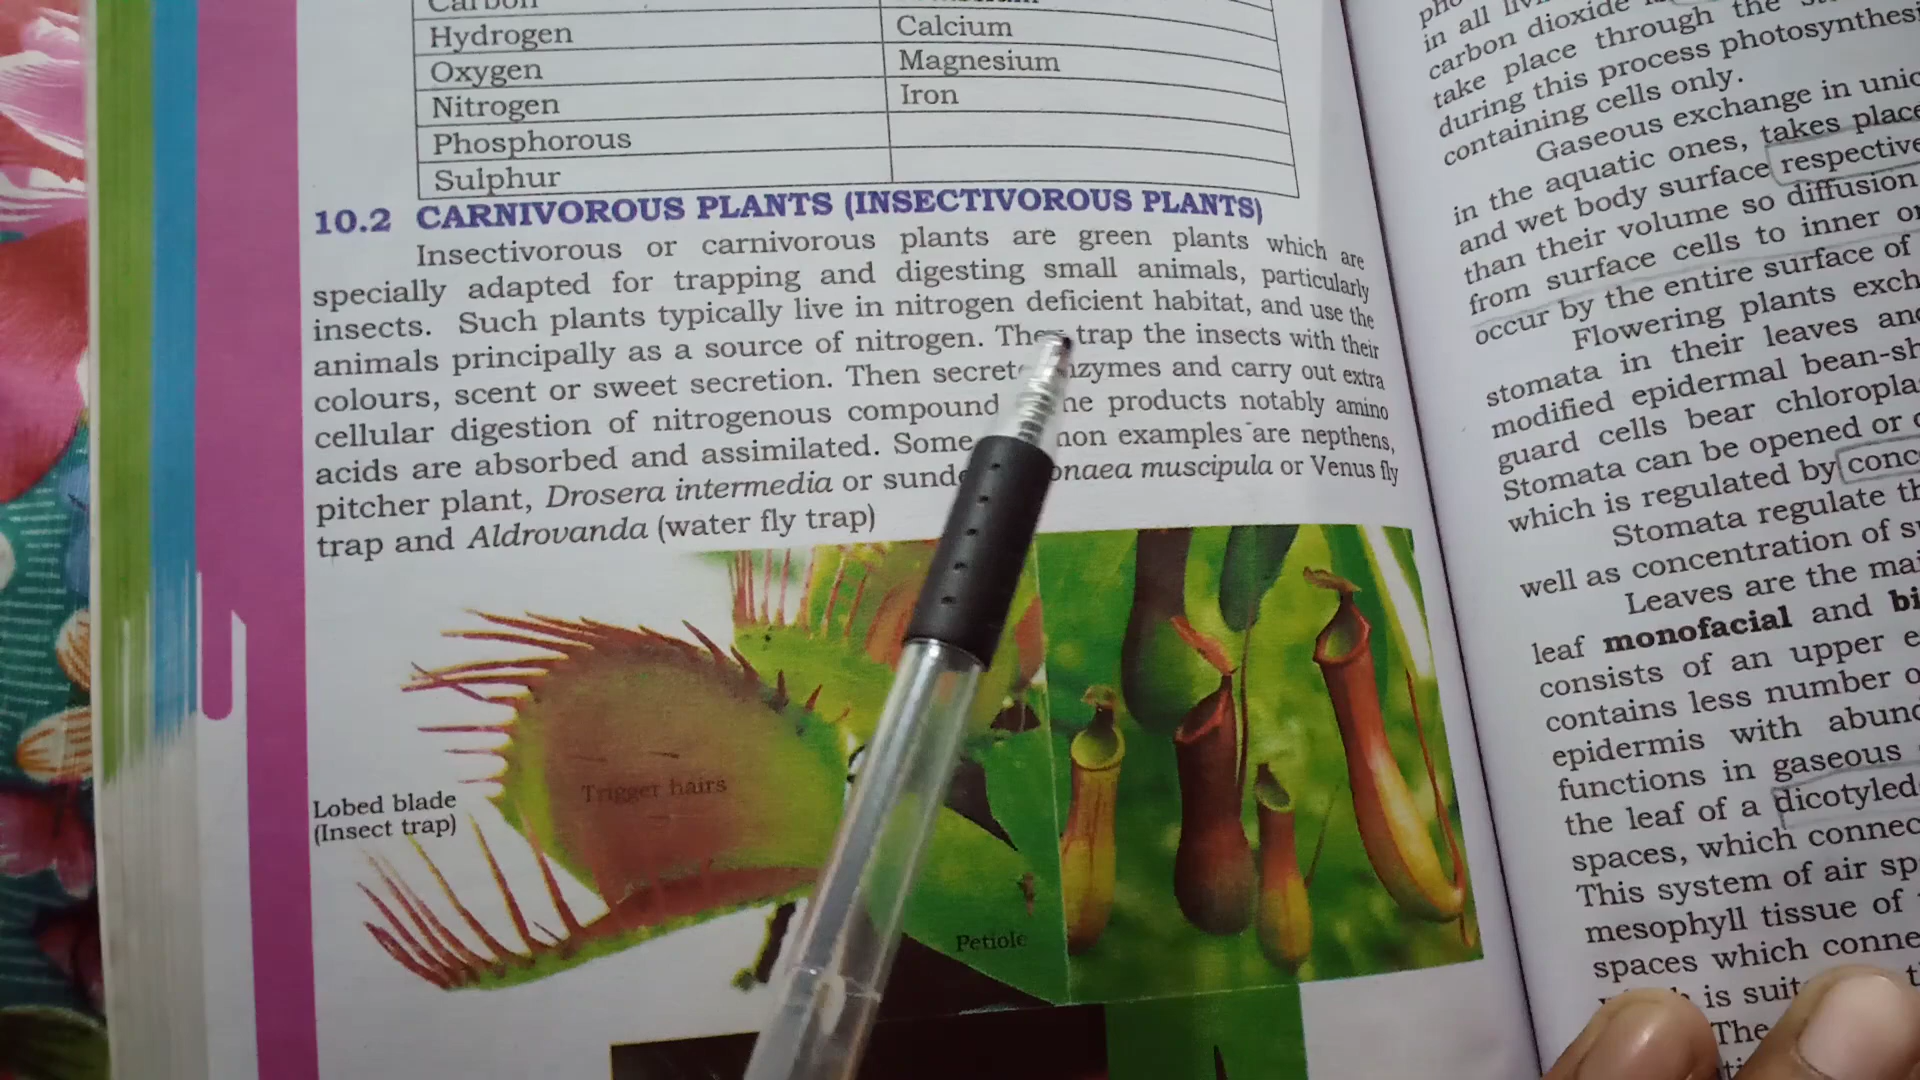 Carbon
Hydrogen Calcium
Oxygen Magnesium
Nitrogen Iron
Phosphorous
Sulphur
10.2 CARNIVOROUS PLANTS (INSECTIVOROUS PLANTS)
Insectivorous or carnivorous plants are green plants which are
specially adapted for trapping and digesting small animals, particularly
insects. Such plants typically live in nitrogen deficient habitat, and use the
animals principally as a source of nitrogen. They trap the insects with their
colours, scent or sweet secretion. Then secrete enzymes and carry out extra
cellular digestion of nitrogenous compound. The products notably amino
acids are absorbed and assimilated. Some examples are nepthens,
pitcher plant, Drosera intermedia or muscipula or Venus fly
trap and Aldrovanda (water fly trap)
Trigger hairs
Lobed blade
(Insect trap)
Petiole
in all
carbon dioxide
take place through the
during this process photosynthesi
containing cells only.
Gaseous exchange in unic
in the aquatic ones, takes place
and wet body surface respective
than their volume so diffusion
from surface cells to inner or
occur by the entire surface of
Flowering plants exch
stomata in their leaves and
modified epidermal bean-sh
guard cells bear chloropla
Stomata can be opened or c
which is regulated by conc
Stomata regulate th
well as concentration of s
Leaves are the mai
leaf monofacial and bi
consists of an upper e
contains less number o
epidermis with abund
functions in gaseous
the leaf of a dicotyled
spaces, which connec
This system of air sp
mesophyll tissue of
spaces which conne
is suit
The